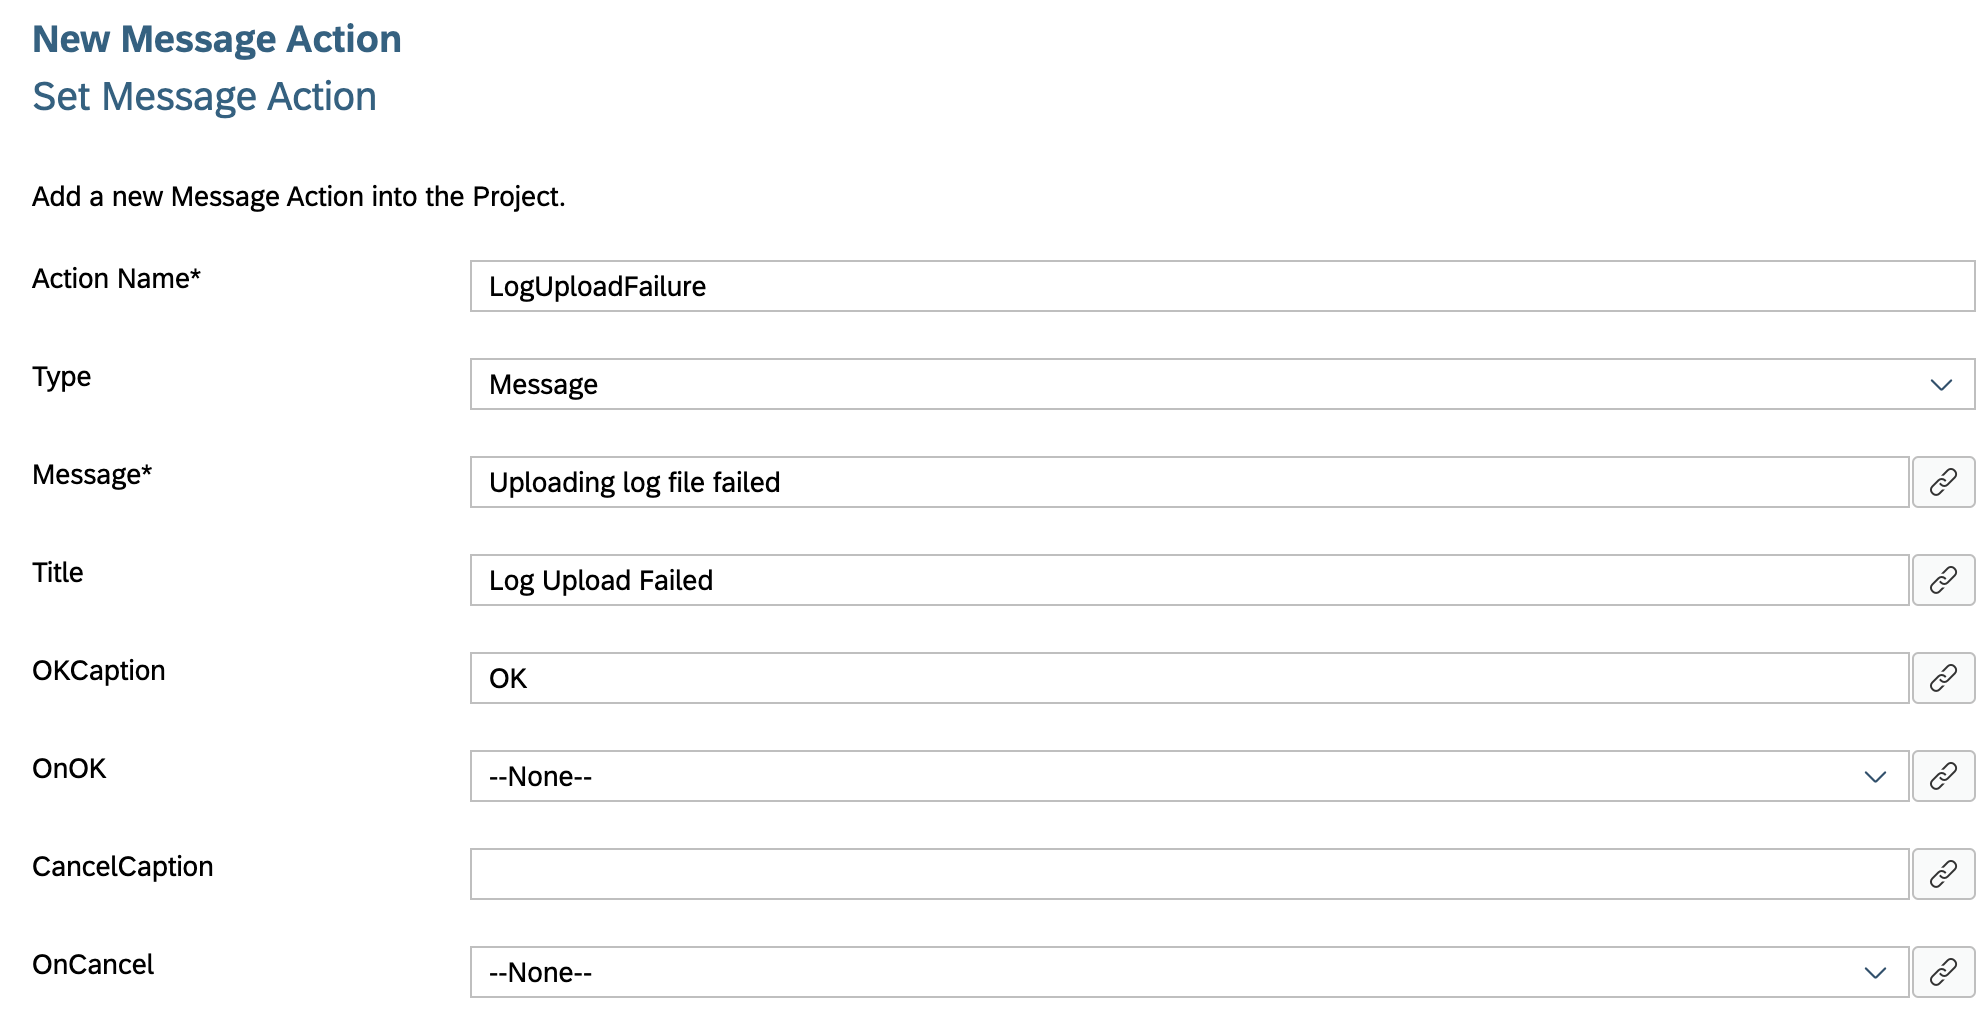 New Message Action
Set Message Action
Add a new Message Action into the Project.
Action Name*
LogUploadFailure
Type
Message
Message*
Uploading log file failed
Title
Log Upload Failed
OKCaption
OK
OnOK
--None--
CancelCaption
OnCancel
--None--